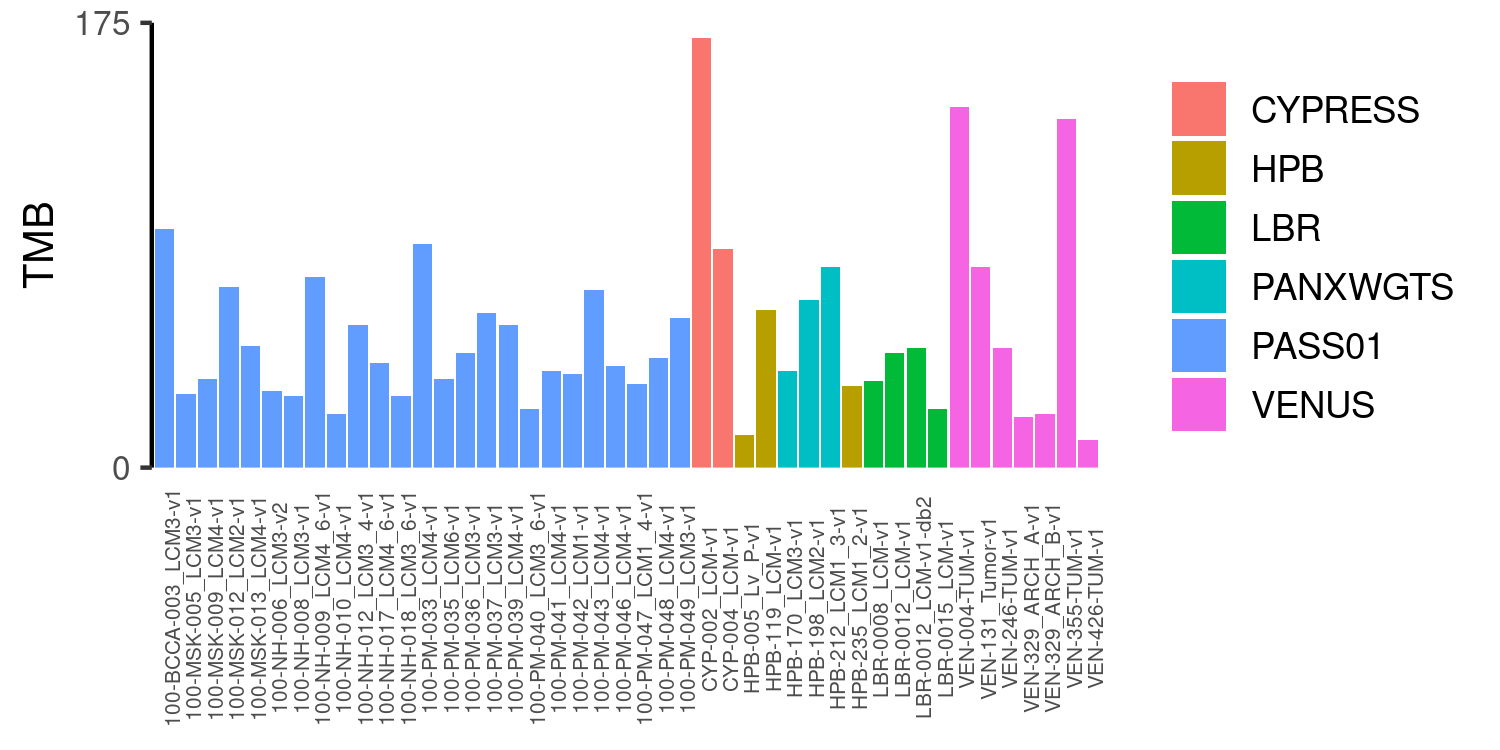 175
0
TMB
100-BCCA-003_LCM3-v1
100-MSK-005_LCM3-v1
100-MSK-009_LCM4-v1
100-MSK-012_LCM2-v1
100-MSK-013_LCM4-v1
100-NH-006_LCM3-v2
100-NH-008_LCM3-v1
100-NH-009_LCM4_6-v1
100-NH-010_LCM4-v1
100-NH-012_LCM3_4-v1
100-NH-017_LCM4_6-v1
100-NH-018_LCM3_6-v1
100-PM-033_LCM4-v1
100-PM-035_LCM6-v1
100-PM-036_LCM3-v1
100-PM-037_LCM3-v1
100-PM-039_LCM4-v1
100-PM-040_LCM3_6-v1
100-PM-041_LCM4-v1
100-PM-042_LCM1-v1
100-PM-043_LCM4-v1
100-PM-046_LCM4-v1
100-PM-047_LCM1_4-v1
100-PM-048_LCM4-v1
100-PM-049_LCM3-v1
CYP-002_LCM-v1
CYP-004_LCM-v1
HPB-005_Lv_P-v1
HPB-119_LCM-v1
HPB-170_LCM3-v1
HPB-198_LCM2-v1
HPB-212_LCM1_3-v1
HPB-235_LCM1_2-v1
LBR-0008_LCM-v1
LBR-0012_LCM-v1
LBR-0012_LCM-v1-db2
LBR-0015_LCM-v1
VEN-004-TUM-v1
VEN-131_Tumor-v1
VEN-246-TUM-v1
VEN-329_ARCH_A-v1
VEN-329_ARCH_B-v1
VEN-355-TUM-v1
VEN-426-TUM-v1
CYPRESS
HPB
LBR
PANXWGTS
PASS01
VENUS